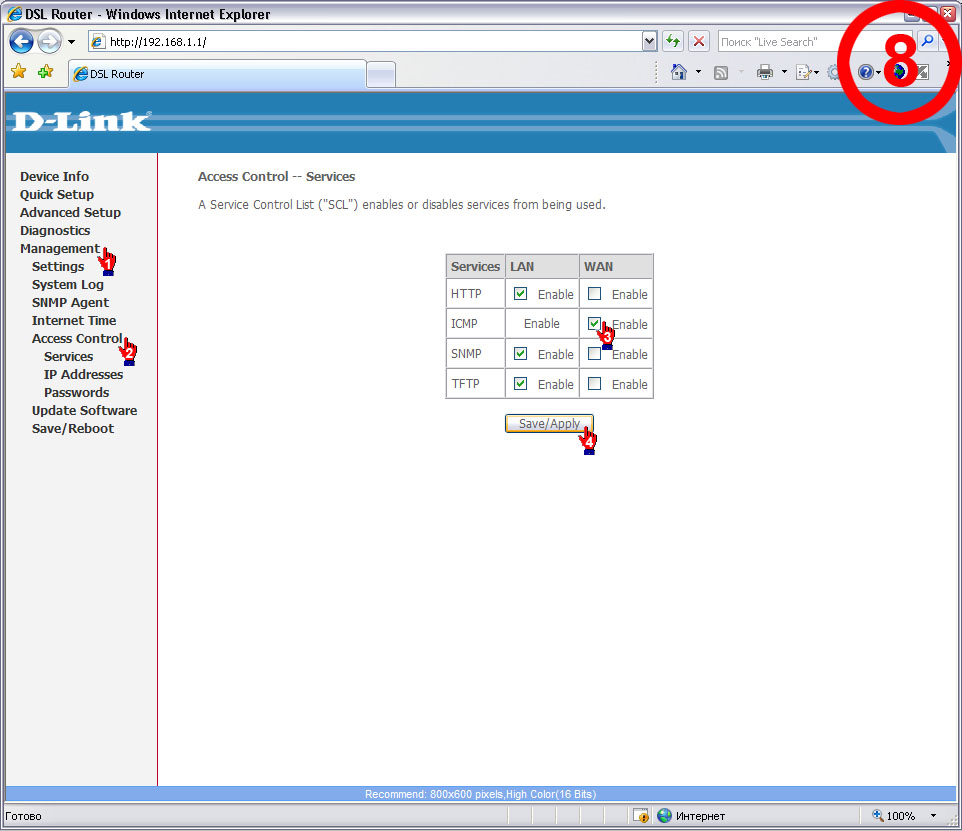 DSL Router - Windows Internet Explorer
http://192.168.1.1/
Поиск "Live Search"
8
DSL Router
D-Link
Device Info
Quick Setup
Advanced Setup
Diagnostics
Management
1
Settings
System Log
SNMP Agent
Internet Time
Access Control
2
Services
IP Addresses
Passwords
Update Software
Save/Reboot
Access Control -- Services
A Service Control List ("SCL") enables or disables services from being used.
Services LAN WAN
HTTP Enable Enable
ICMP Enable Enable
3
SNMP Enable Enable
TFTP Enable Enable
Save/Apply
4
Recommend: 800x600 pixels,High Color(16 Bits)
Готово Интернет 100%